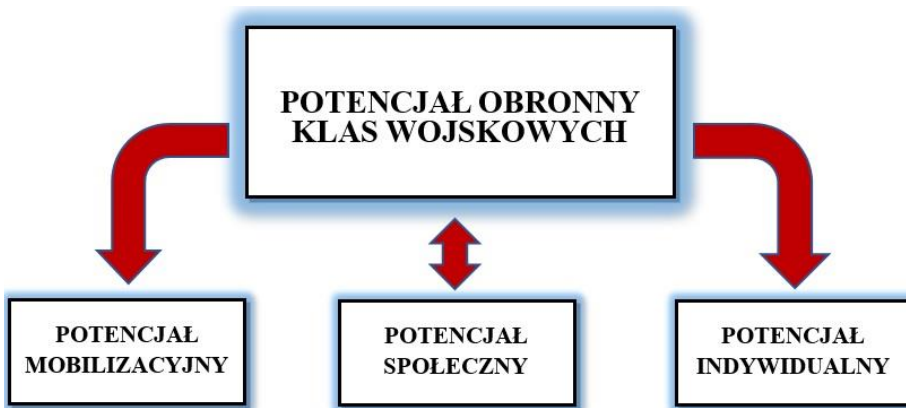 POTENCJAŁ OBRONNY
KLAS WOJSKOWYCH
POTENCJAŁ
MOBILIZACYJNY
POTENCJAŁ
SPOŁECZNY
POTENCJAŁ
INDYWIDUALNY